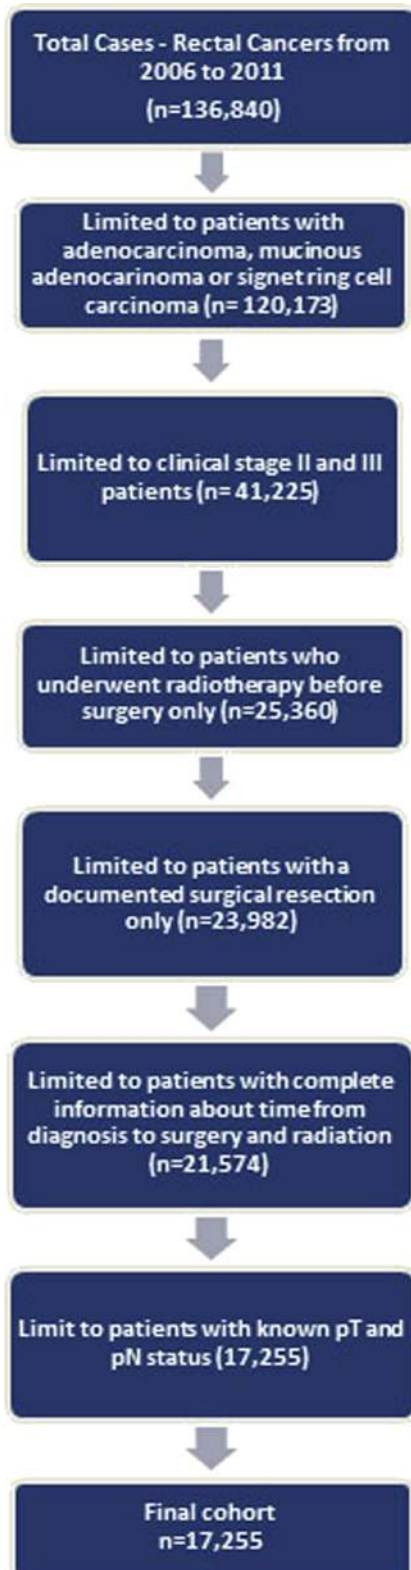 Total Cases - Rectal Cancers from
2006 to 2011
(n=136,840)
Limited to patients with
adenocarcinoma, mucinous
adenocarinoma or signet ring cell
carcinoma (n= 120,173)
Limited to clinical stage II and III
patients (n= 41,225)
Limited to patients who
underwent radiotherapy before
surgery only (n=25,360)
Limited to patients with a
documented surgical resection
only (n=23,982)
Limited to patients with complete
information about time from
diagnosis to surgery and radiation
(n=21,574)
Limit to patients with known pT and
pN status (17,255)
Final cohort
n=17,255